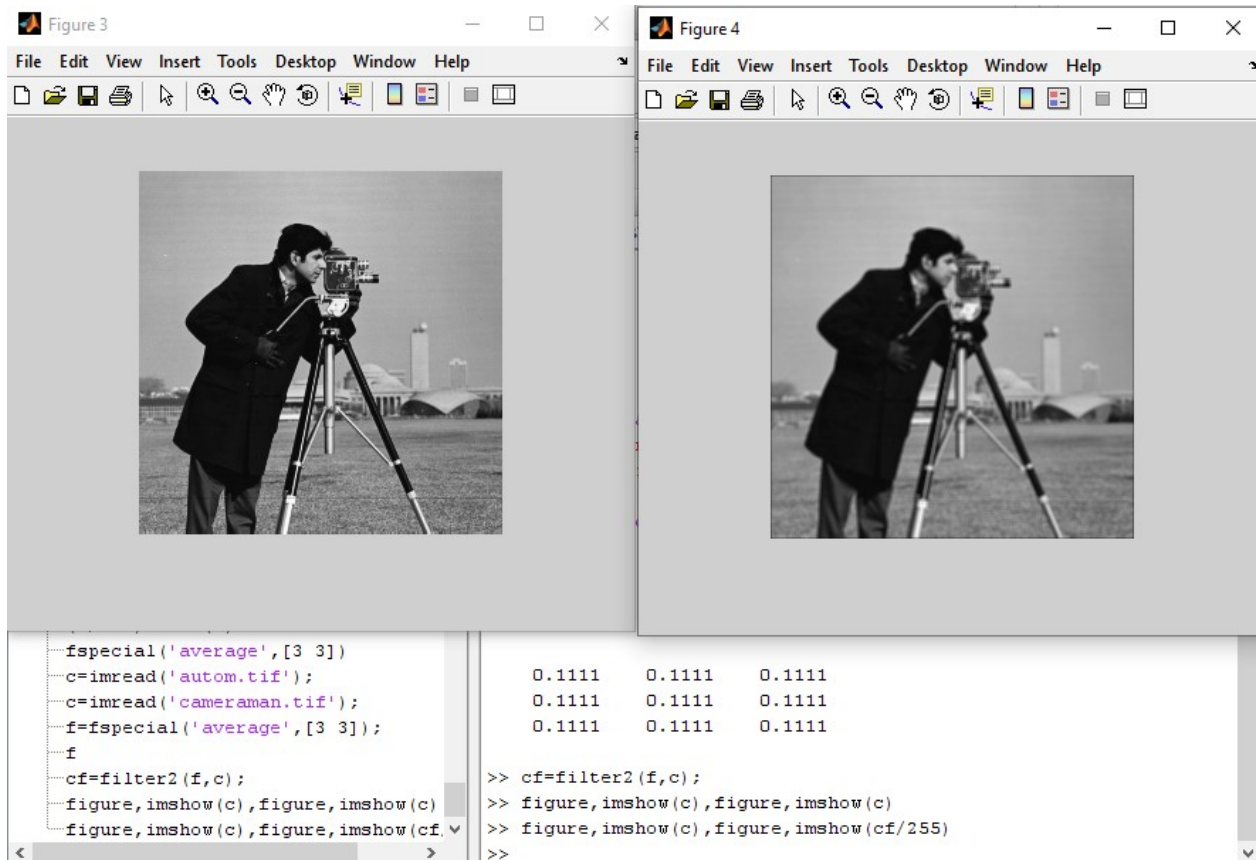 Figure 3
File Edit View Insert Tools Desktop Window Help
Figure 4
File Edit View Insert Tools Desktop Window Help
fspecial('average',[3 3])
c=imread('autom.tif');
c=imread('cameraman.tif');
f=fspecial('average',[3 3]);
f
cf=filter2(f,c);
figure,imshow(c),figure,imshow(c)
figure,imshow(c),figure,imshow(cf
0.1111 0.1111 0.1111
0.1111 0.1111 0.1111
0.1111 0.1111 0.1111
>> cf=filter2(f,c);
>> figure,imshow(c),figure,imshow(c)
>> figure,imshow(c),figure,imshow(cf/255)
>>